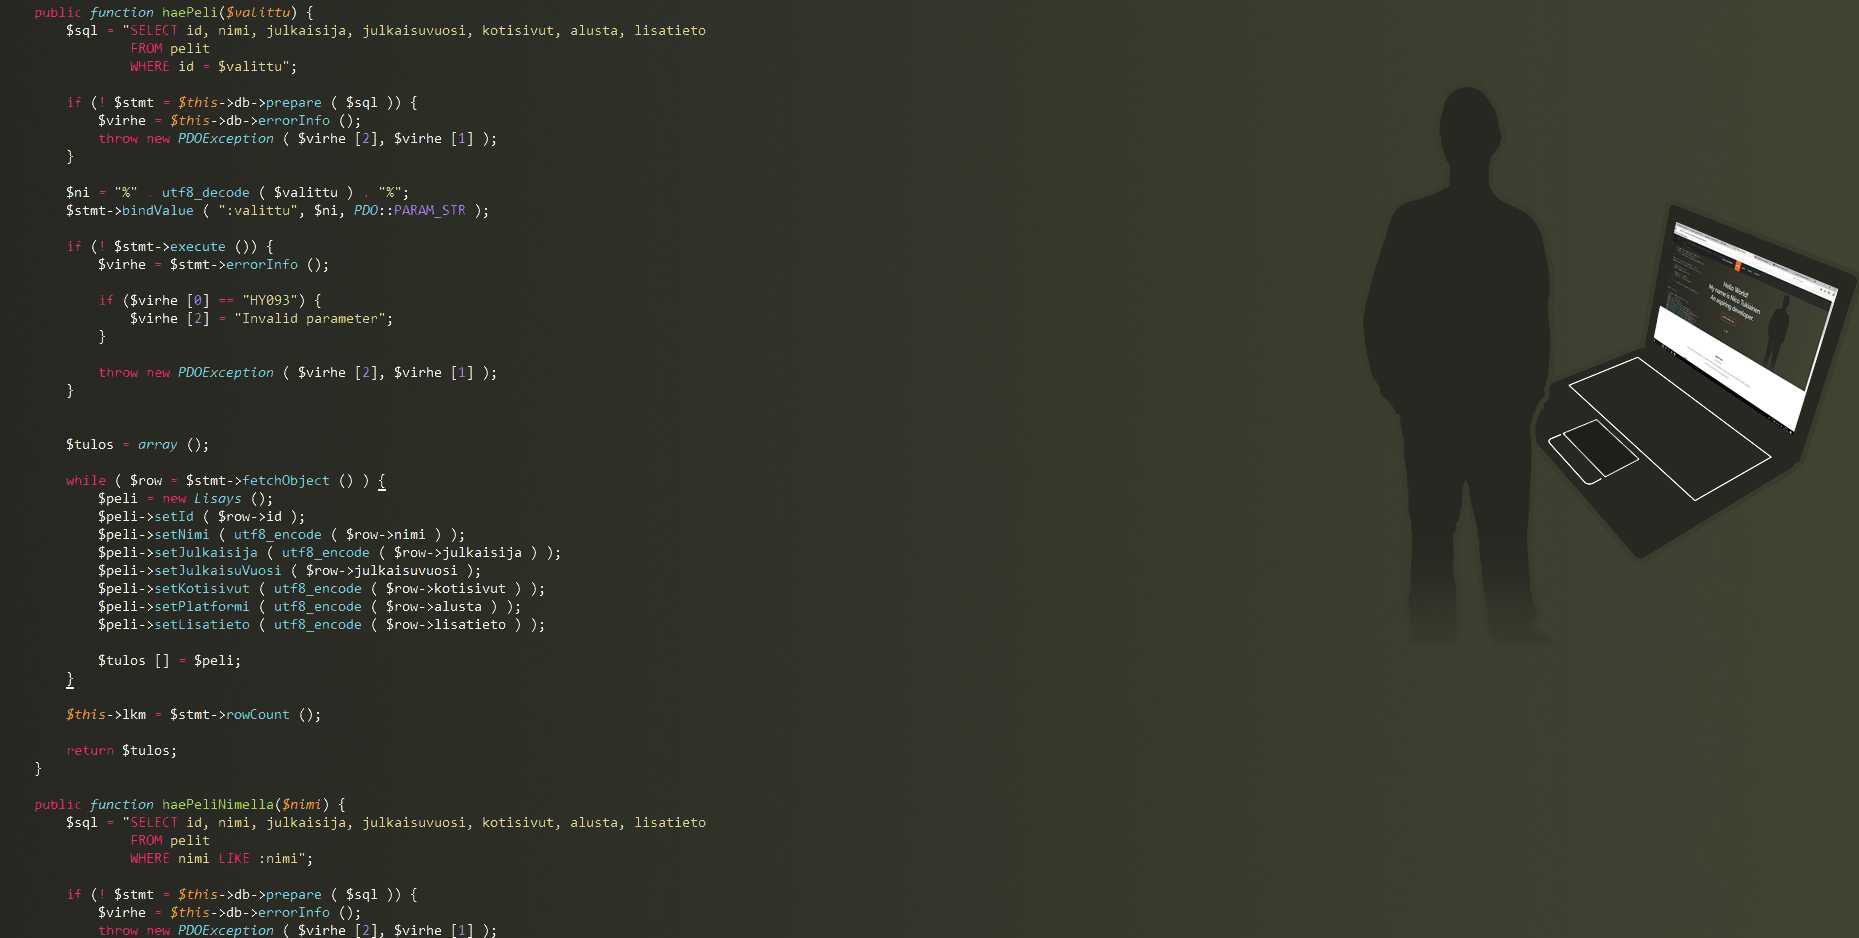 public function haePeli($valittu) {
$sql = "SELECT id, nimi, julkaisija, julkaisuvuosi, kotisivut, alusta, lisatieto
FROM pelit
WHERE id = $valittu";
if (! $stmt = $this->db->prepare ( $sql )) {
$virhe = $this->db->errorInfo ();
throw new PDOException ( $virhe [2], $virhe [1] );
}
$ni = "%" . utf8_decode ( $valittu ) . "%";
$stmt->bindValue ( ":valittu", $ni, PDO::PARAM_STR );
if (! $stmt->execute ()) {
$virhe = $stmt->errorInfo ();
if ($virhe [0] == "HY093") {
$virhe [2] = "Invalid parameter";
}
throw new PDOException ( $virhe [2], $virhe [1] );
}
$tulos = array ();
while ( $row = $stmt->fetchObject () ) {
$peli = new Lisays ();
$peli->setId ( $row->id );
$peli->setNimi ( utf8_encode ( $row->nimi ) );
$peli->setJulkaisija ( utf8_encode ( $row->julkaisija ) );
$peli->setJulkaisuVuosi ( $row->julkaisuvuosi );
$peli->setKotisivut ( utf8_encode ( $row->kotisivut ) );
$peli->setPlatformi ( utf8_encode ( $row->alusta ) );
$peli->setLisatieto ( utf8_encode ( $row->lisatieto ) );
$tulos [] = $peli;
}
$this->lkm = $stmt->rowCount ();
return $tulos;
}
public function haePeliNimella($nimi) {
$sql = "SELECT id, nimi, julkaisija, julkaisuvuosi, kotisivut, alusta, lisatieto
FROM pelit
WHERE nimi LIKE :nimi";
if (! $stmt = $this->db->prepare ( $sql )) {
$virhe = $this->db->errorInfo ();
throw new PDOException ( $virhe [2], $virhe [1] );
Hello World!
My name is Nico Tukiainen
An aspiring developer.